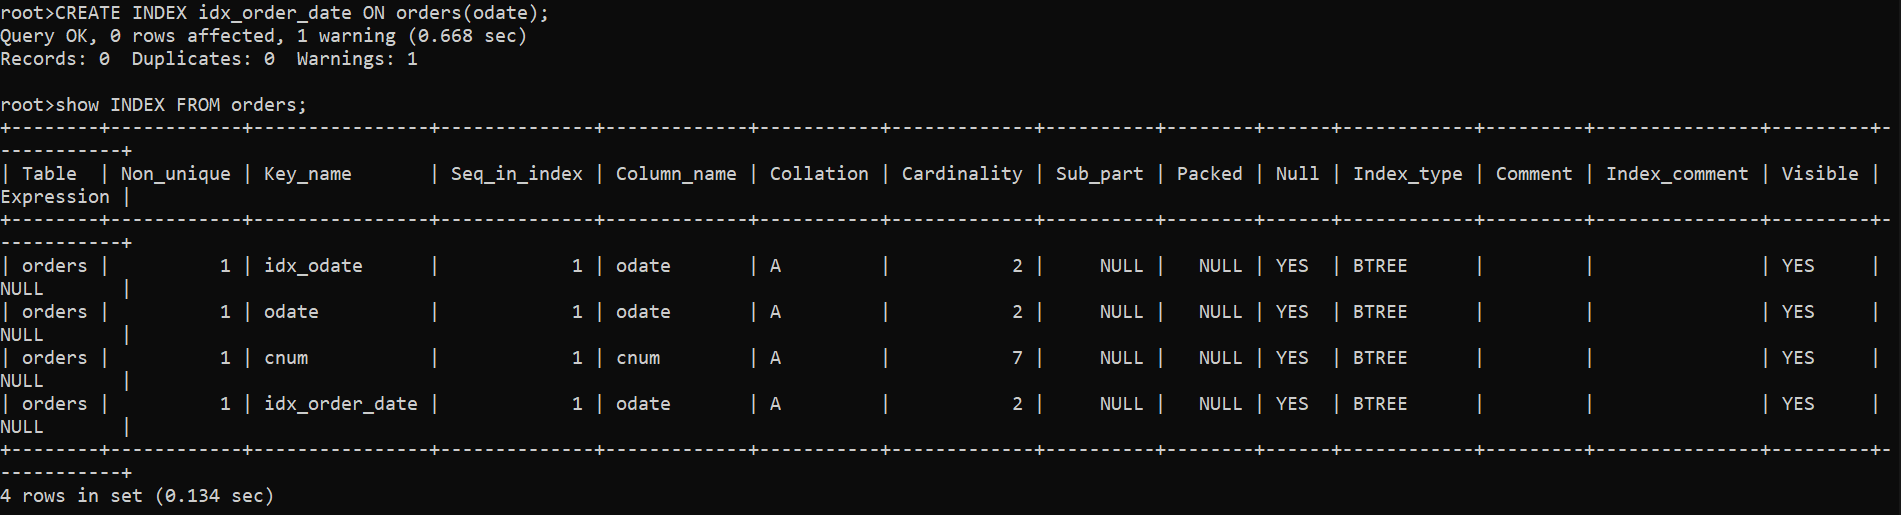 root>CREATE INDEX idx_order_date ON orders(odate);
Query OK, 0 rows affected, 1 warning (0.668 sec)
Records: 0  Duplicates: 0  Warnings: 1

root>show INDEX FROM orders;
+--------+------------+----------------+--------------+-------------+-----------+-------------+----------+--------+------+------------+---------+---------------+---------+-
-----------+
| Table  | Non_unique | Key_name       | Seq_in_index | Column_name | Collation | Cardinality | Sub_part | Packed | Null | Index_type | Comment | Index_comment | Visible |
Expression |
+--------+------------+----------------+--------------+-------------+-----------+-------------+----------+--------+------+------------+---------+---------------+---------+-
-----------+
| orders |          1 | idx_odate      |            1 | odate       | A         |           2 |     NULL |   NULL | YES  | BTREE      |         |               | YES     |
NULL       |
| orders |          1 | odate          |            1 | odate       | A         |           2 |     NULL |   NULL | YES  | BTREE      |         |               | YES     |
NULL       |
| orders |          1 | cnum           |            1 | cnum        | A         |           7 |     NULL |   NULL | YES  | BTREE      |         |               | YES     |
NULL       |
| orders |          1 | idx_order_date |            1 | odate       | A         |           2 |     NULL |   NULL | YES  | BTREE      |         |               | YES     |
NULL       |
+--------+------------+----------------+--------------+-------------+-----------+-------------+----------+--------+------+------------+---------+---------------+---------+-
-----------+
4 rows in set (0.134 sec)